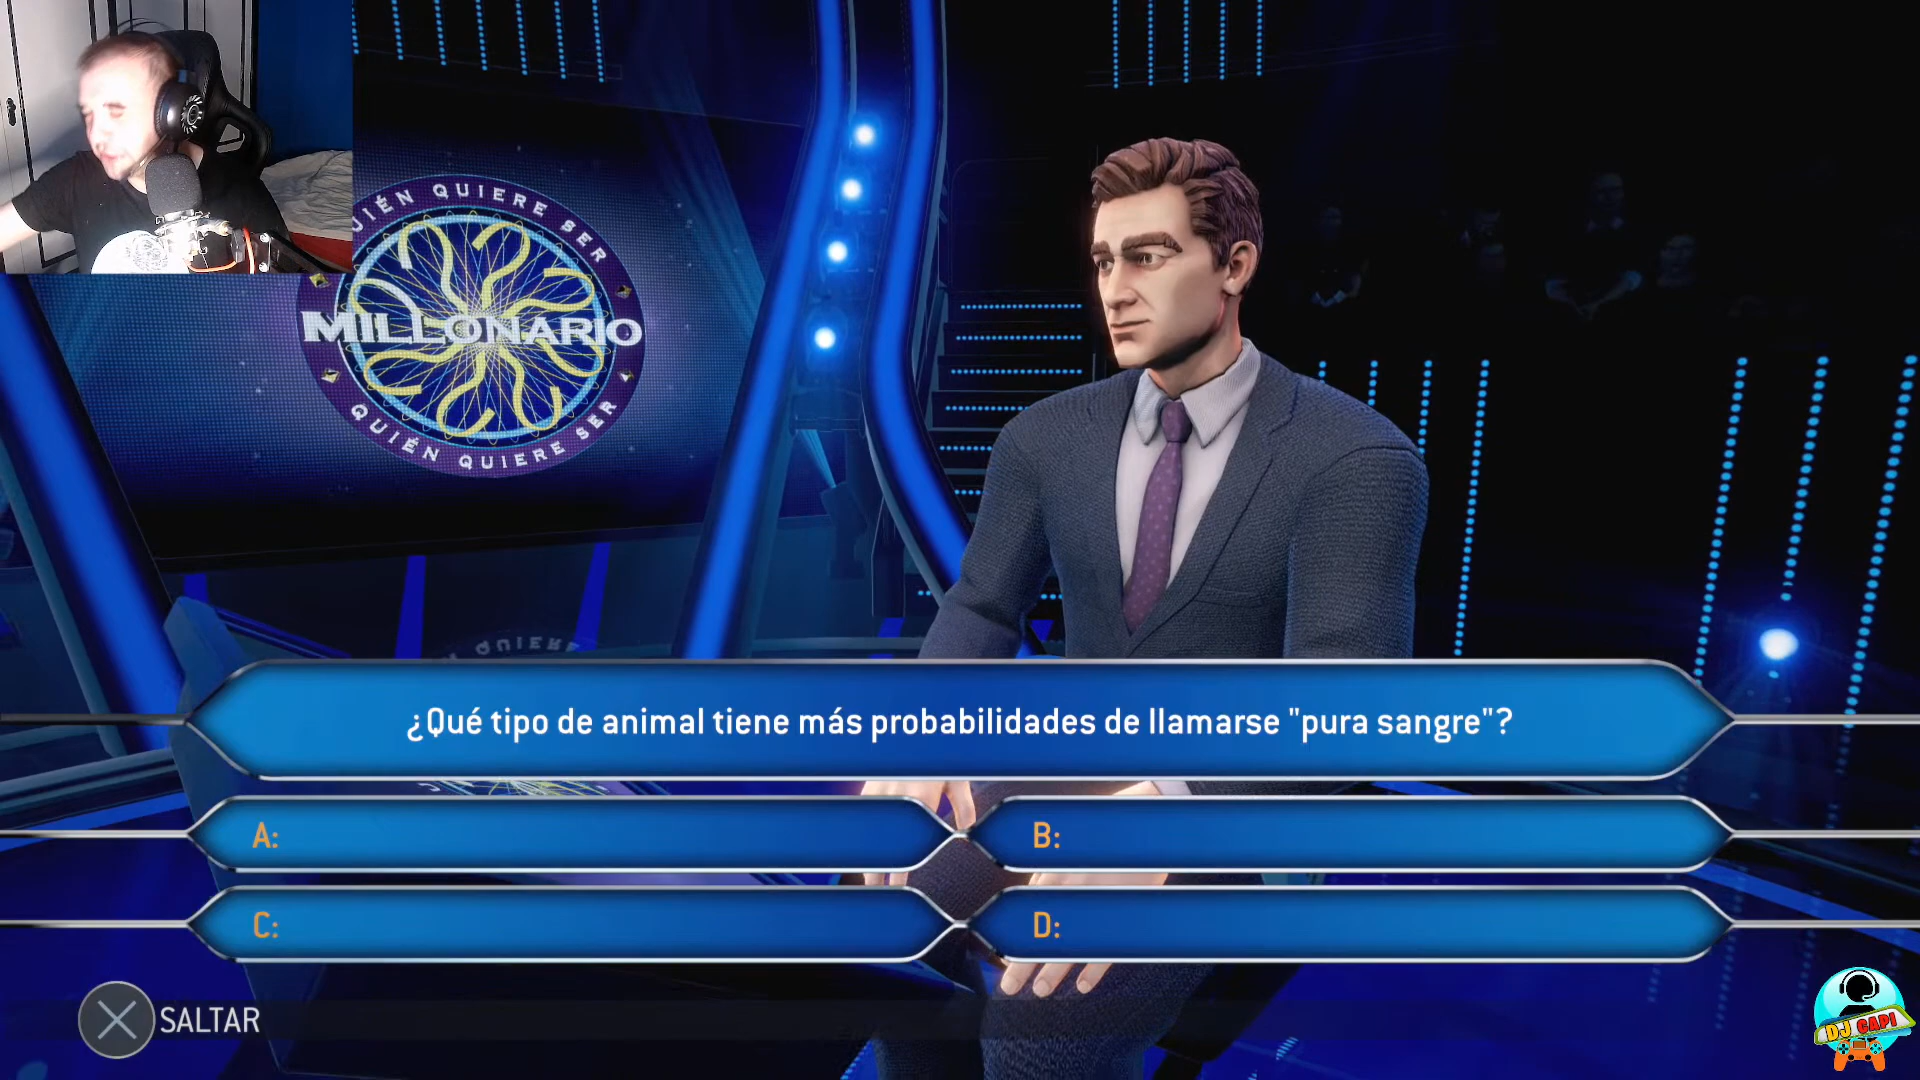 QUIÉN QUIERE SER
MILLONARIO
QUIÉN QUIERE SER
QUIERE
¿Qué tipo de animal tiene más probabilidades de llamarse "pura sangre"?
A:
B:
C:
D:
SALTAR
DJ CAPI